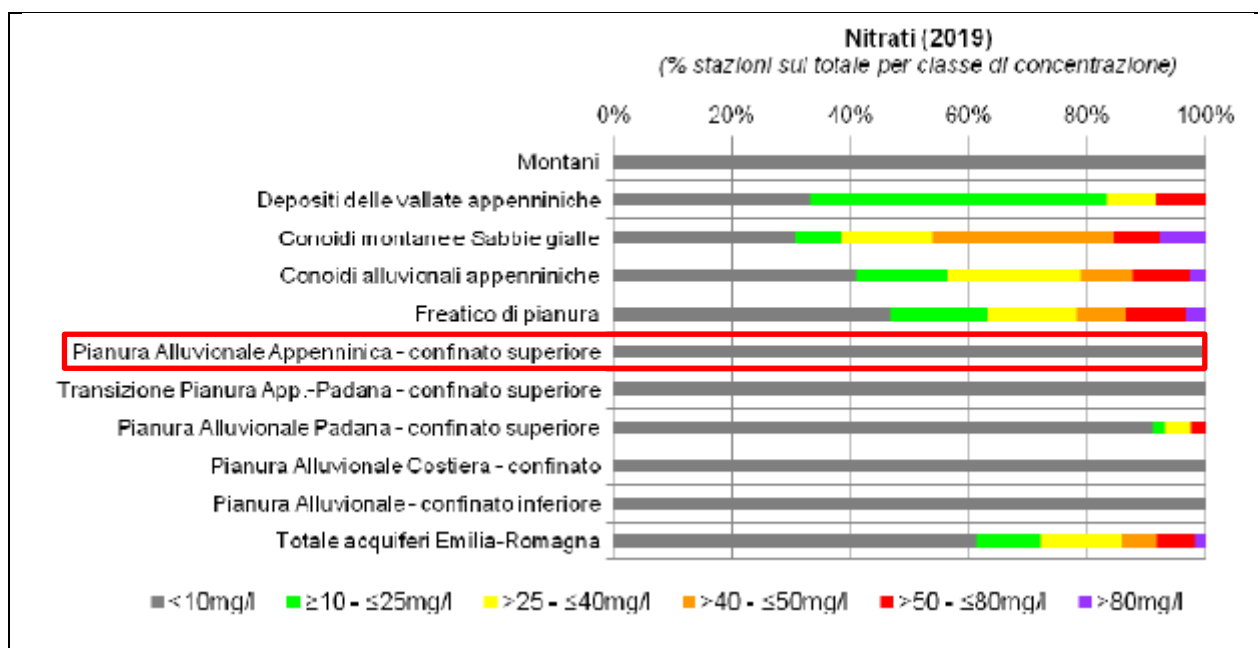 Nitrati (2019)
(% stazioni sul totale per classe di concentrazione)
0% 20% 40% 60% 80% 100%
Montani
Depositi delle vallate appenniniche
Conoidi montane e Sabbie gialle
Conoidi alluvionali appenniniche
Freatico di pianura
Pianura Alluvionale Appenninica - confinato superiore
Transizione Pianura App.-Padana - confinato superiore
Pianura Alluvionale Padana - confinato superiore
Pianura Alluvionale Costiera - confinato
Pianura Alluvionale - confinato inferiore
Totale acquiferi Emilia-Romagna
<10mg/l ≥10 - ≤25mg/l >25 - ≤40mg/l >40 - ≤50mg/l >50 - ≤80mg/l >80mg/l